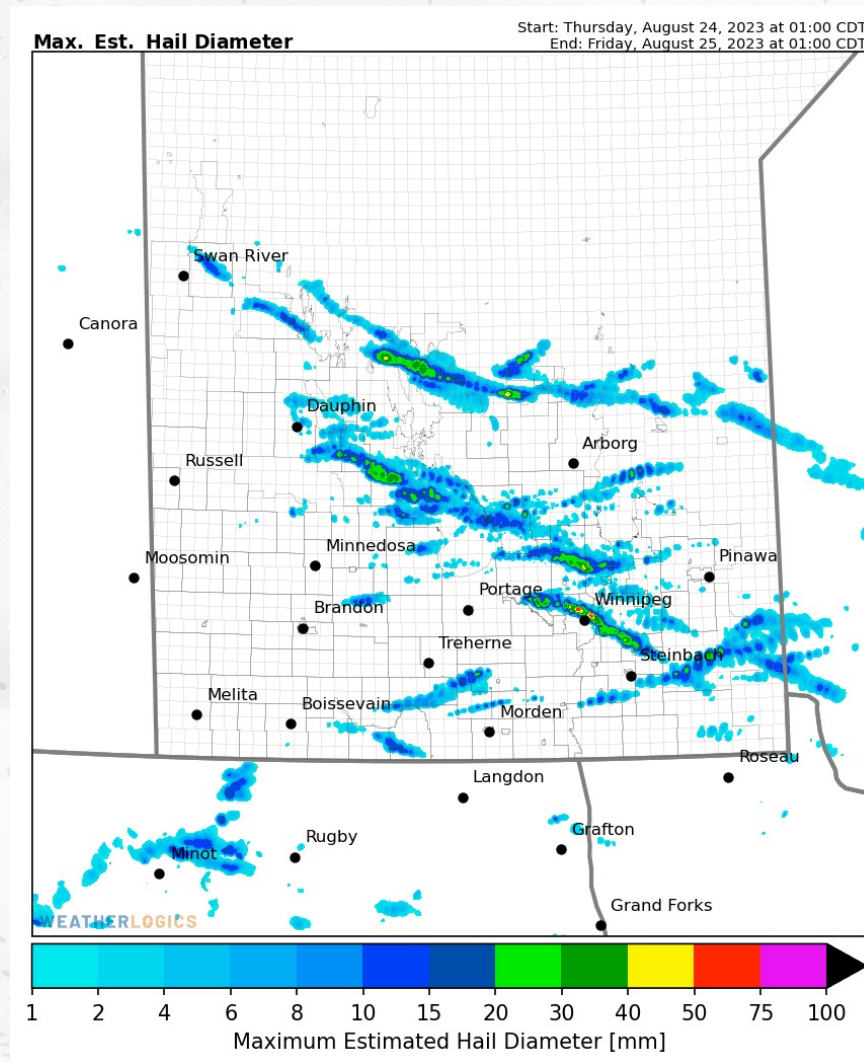 Max. Est. Hail Diameter
Start: Thursday, August 24, 2023 at 01:00 CDT
End: Friday, August 25, 2023 at 01:00 CDT
Swan River
Canora
Dauphin
Arborg
Russell
Minnedosa
Moosomin
Pinawa
Portage
Winnipeg
Brandon
Treherne
Steinbach
Melita
Boissevain
Morden
Roseau
Langdon
Grafton
Rugby
Minot
Grand Forks
WEATHERLOGICS
1 2 4 6 8 10 15 20 30 40 50 75 100
Maximum Estimated Hail Diameter [mm]